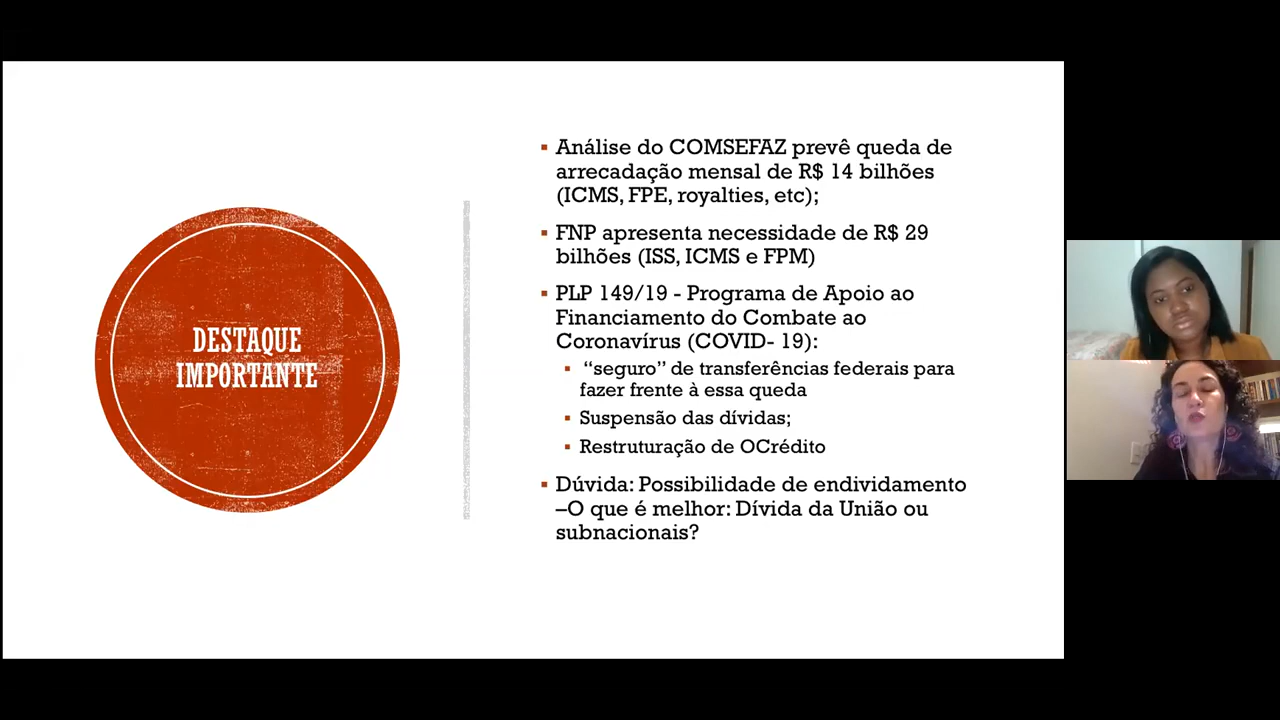 DESTAQUE
IMPORTANTE
▪ Análise do COMSEFAZ prevê queda de
arrecadação mensal de R$ 14 bilhões
(ICMS, FPE, royalties, etc);
▪ FNP apresenta necessidade de R$ 29
bilhões (ISS, ICMS e FPM)
▪ PLP 149/19 - Programa de Apoio ao
Financiamento do Combate ao
Coronavírus (COVID- 19):
▪ “seguro” de transferências federais para
fazer frente à essa queda
▪ Suspensão das dívidas;
▪ Restruturação de OCrédito
▪ Dúvida: Possibilidade de endividamento
–O que é melhor: Dívida da União ou
subnacionais?